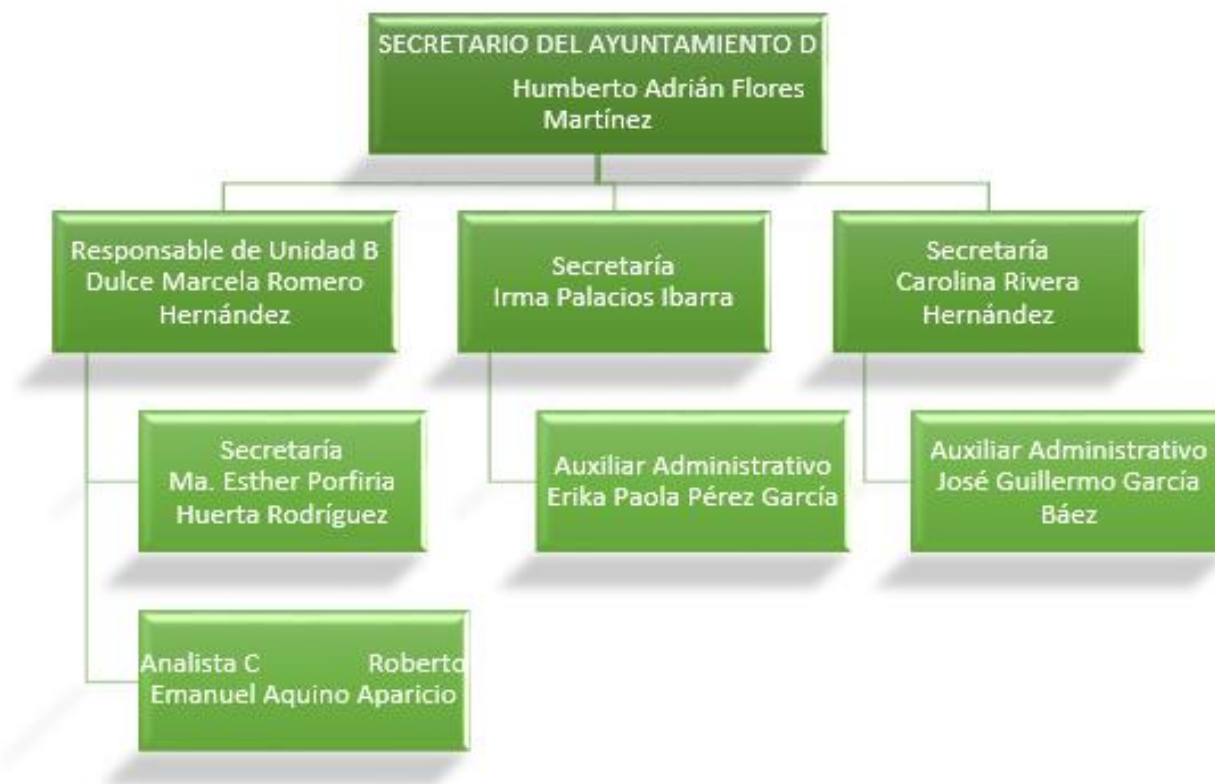 SECRETARIO DEL AYUNTAMIENTO D
Humberto Adrián Flores
Martínez
Responsable de Unidad B
Dulce Marcela Romero
Hernández
Secretaría
Irma Palacios Ibarra
Secretaría
Carolina Rivera
Hernández
Secretaría
Ma. Esther Porfiria
Huerta Rodríguez
Auxiliar Administrativo
Erika Paola Pérez García
Auxiliar Administrativo
José Guillermo García
Báez
Analista C Roberto
Emanuel Aquino Aparicio